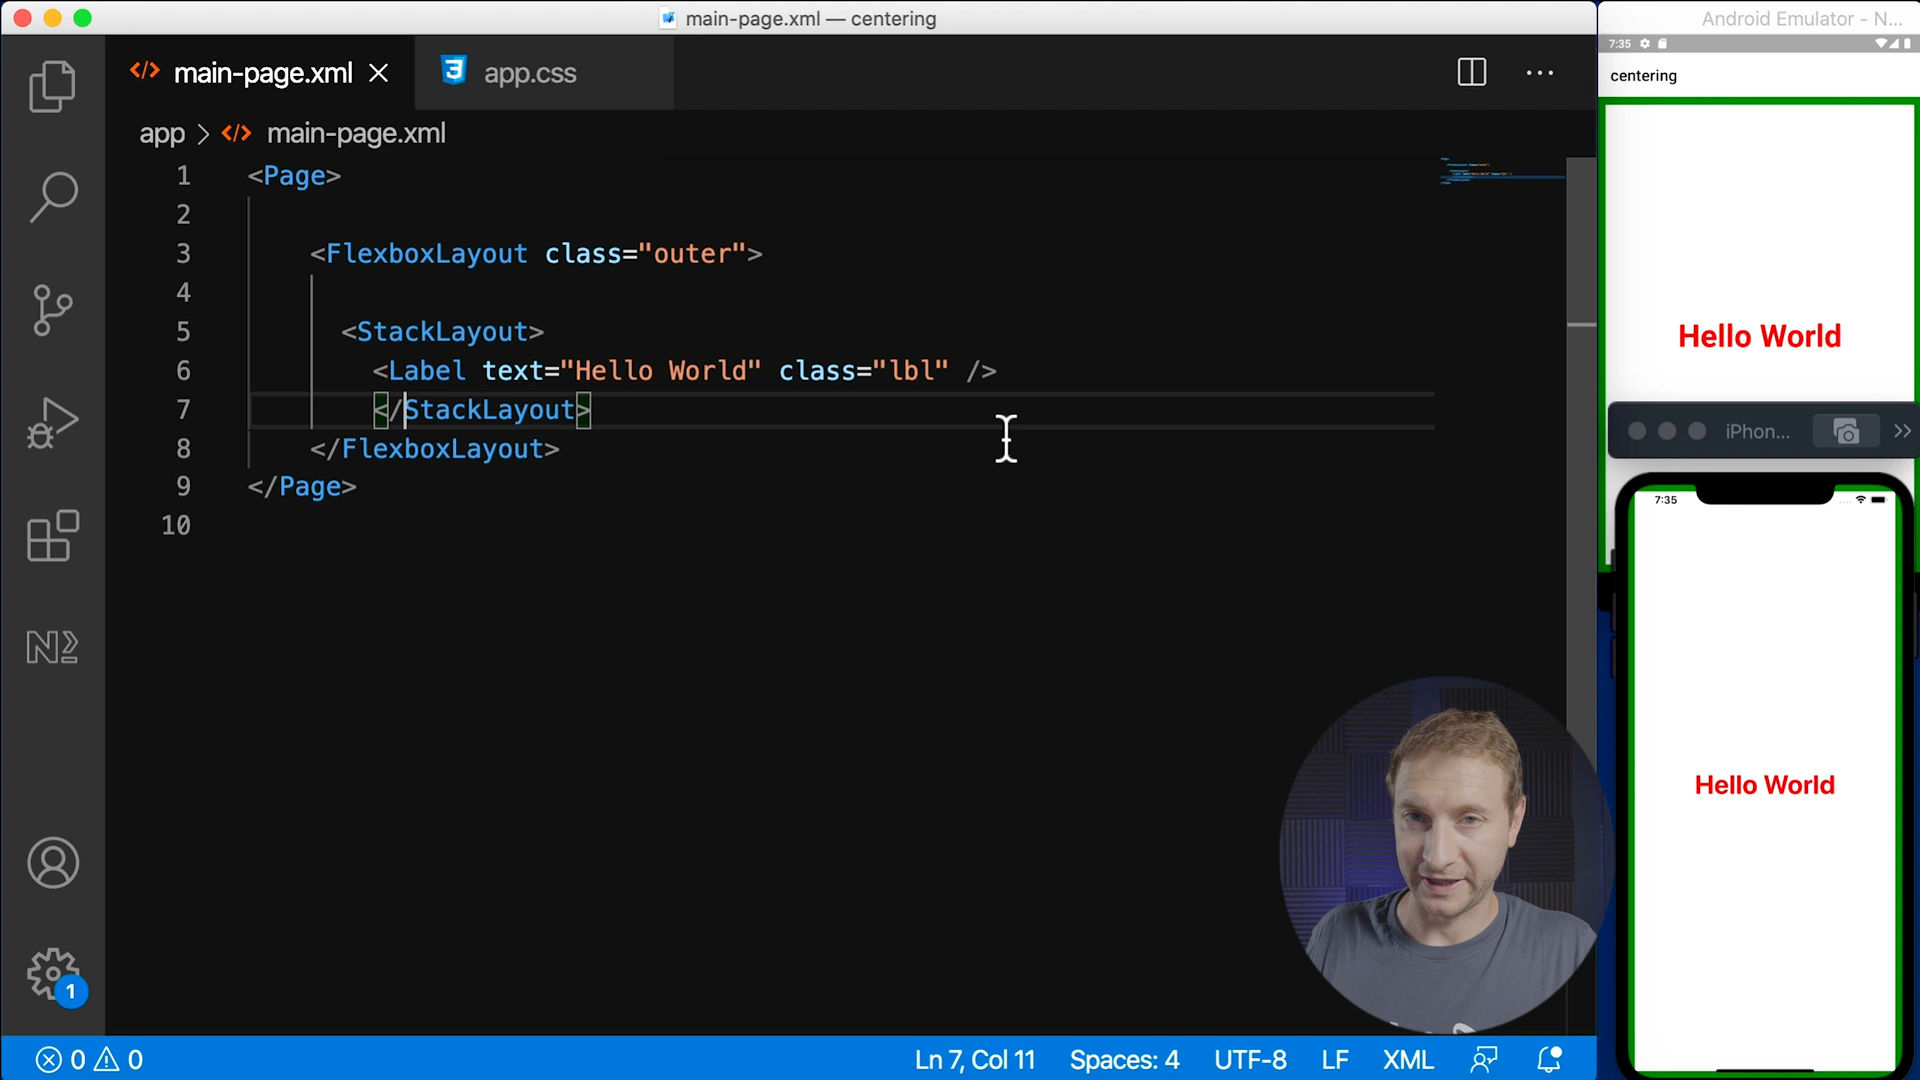 main-page.xml — centering
main-page.xml
app.css
app > main-page.xml
1 <Page>
2
3 <FlexboxLayout class="outer">
4
5 <StackLayout>
6 <Label text="Hello World" class="lbl" />
7 </StackLayout>
8 </FlexboxLayout>
9 </Page>
10
1
0 0
Ln 7, Col 11
Spaces: 4
UTF-8
LF
XML
Android Emulator - N...
7:35
centering
Hello World
iPhon...
7:35
Hello World